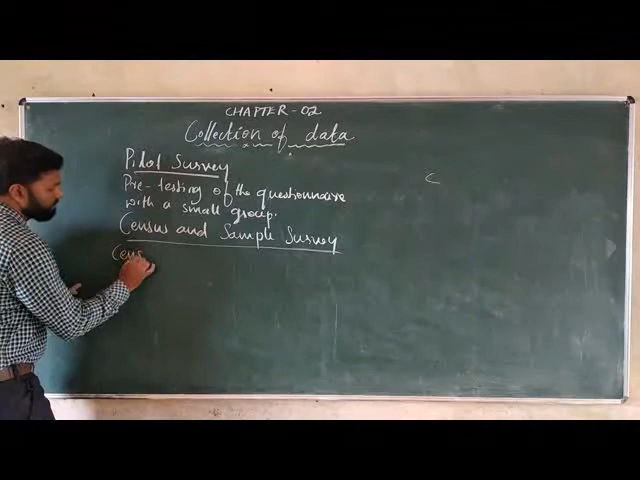 CHAPTER-02
Collection of data
Pilot Survey
Pre-testing of the questionnaire
with a small group.
Census and Sample Survey
Cens
C